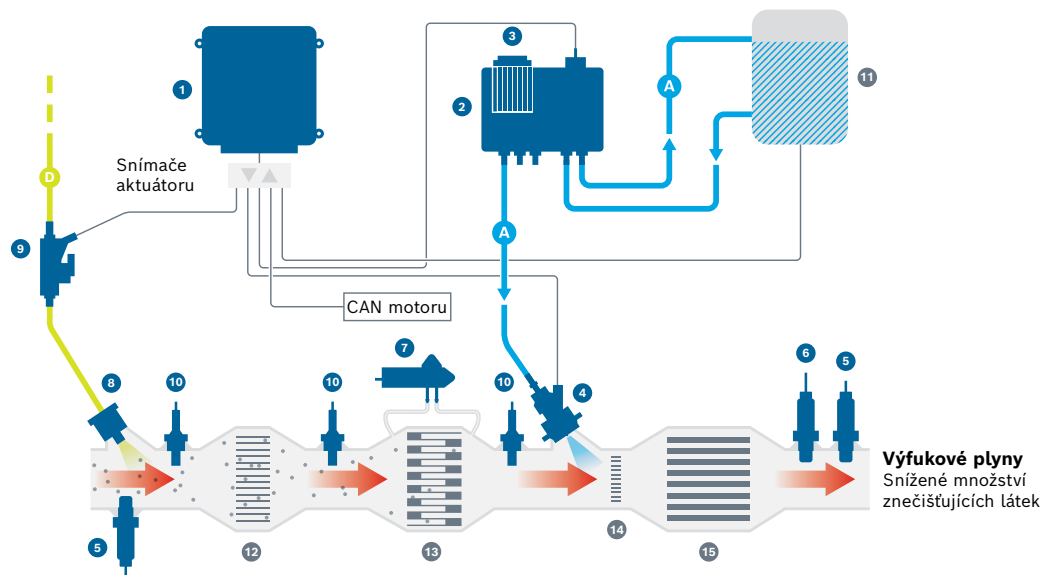 3
1
2
11
A
Snímače
aktuátoru
D
A
9
CAN motoru
7
6
5
8
10
10
10
4
Výfukové plyny
Snížené množství
znečišťujících látek
5
12
13
14
15